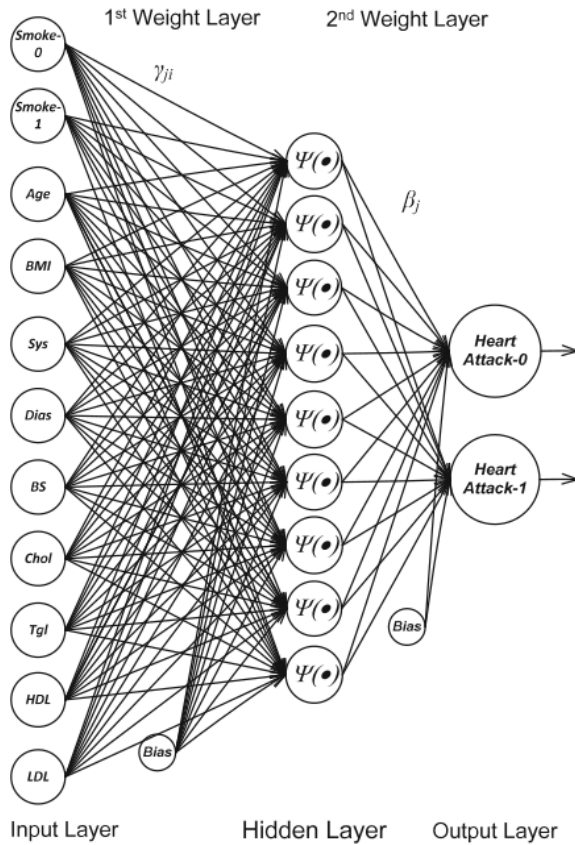 1st Weight Layer
2nd Weight Layer
Smoke-
0
γji
Smoke-
1
Age
BMI
Sys
Dias
BS
Chol
Tgl
HDL
LDL
Bias
Ψ(•)
Ψ(•)
Ψ(•)
Ψ(•)
Ψ(•)
Ψ(•)
Ψ(•)
Ψ(•)
Ψ(•)
βj
Heart
Attack-0
Heart
Attack-1
Bias
Input Layer
Hidden Layer
Output Layer